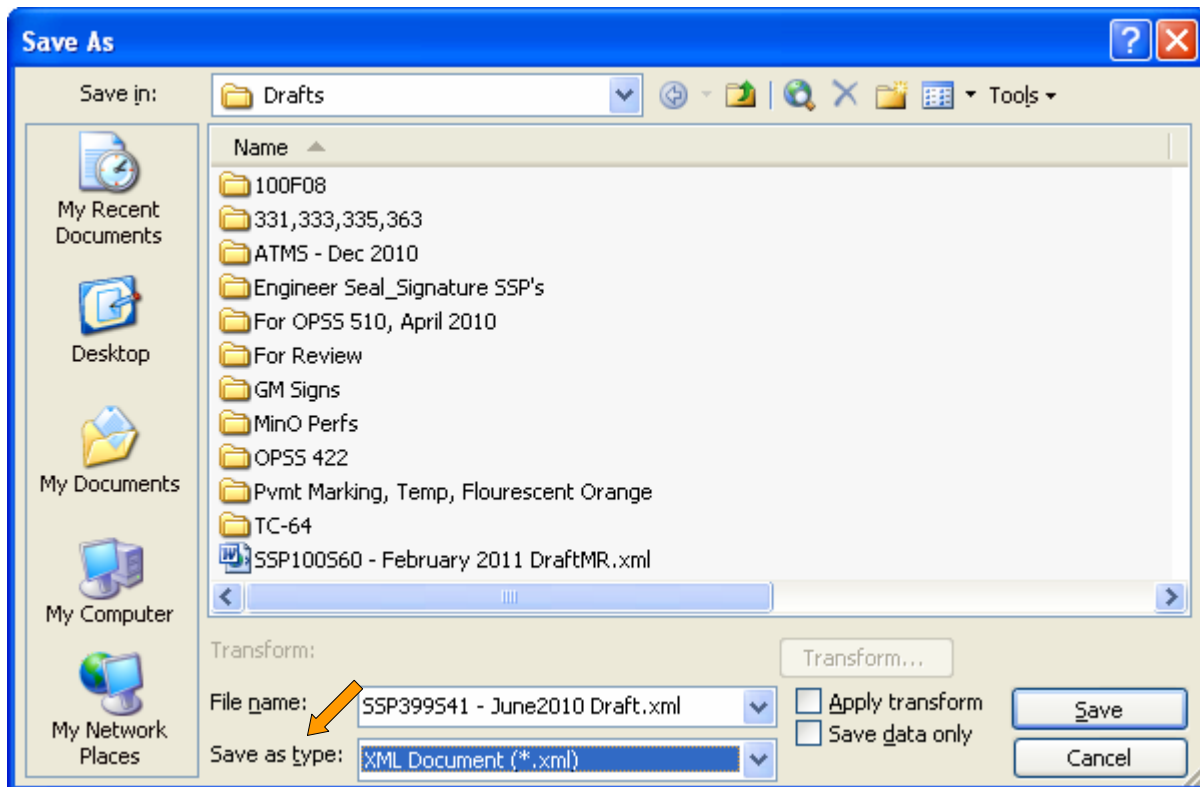 Save As
Save in:
Drafts
Tools
Name
My Recent
Documents
Desktop
My Documents
My Computer
My Network
Places
100F08
331,333,335,363
ATMS - Dec 2010
Engineer Seal_Signature SSP's
For OPSS 510, April 2010
For Review
GM Signs
MinO Perfs
OPSS 422
Pvmt Marking, Temp, Flourescent Orange
TC-64
SSP100S60 - February 2011 DraftMR.xml
Transform:
Transform...
File name:
SSP399S41 - June2010 Draft.xml
Apply transform
Save
Save as type:
XML Document (*.xml)
Save data only
Cancel